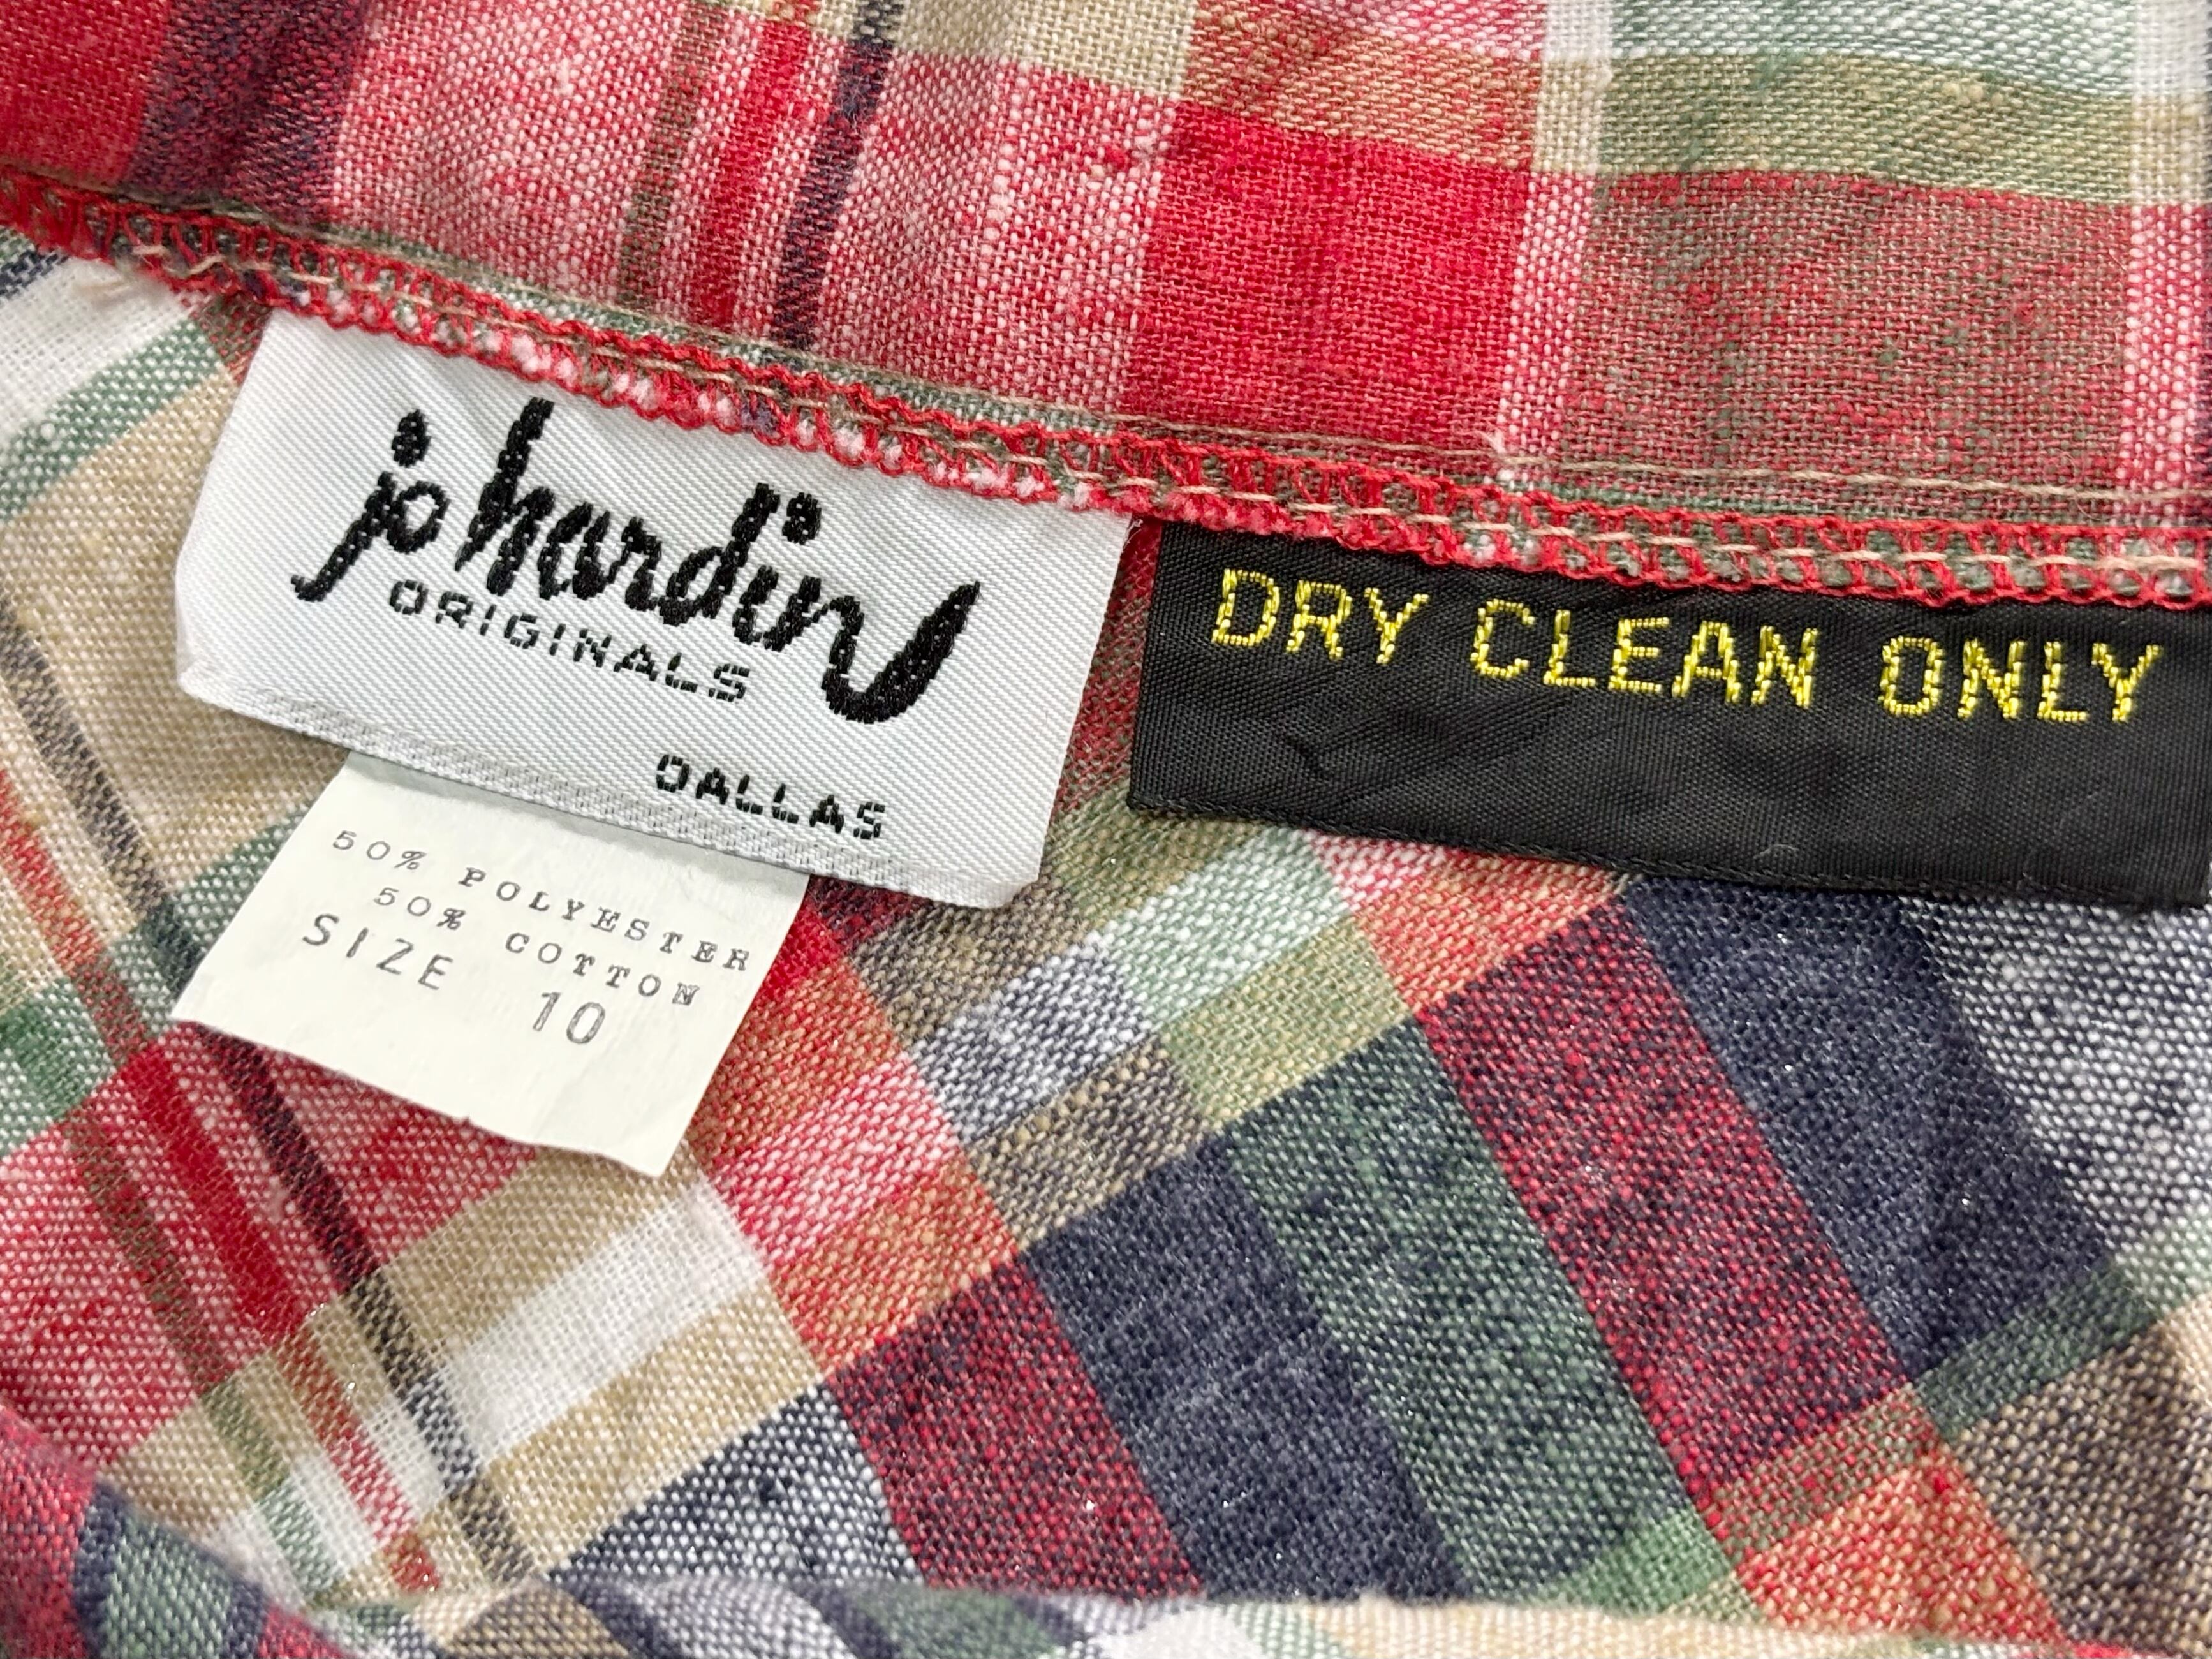 jo hardin
ORIGINALS
DALLAS
DRY CLEAN ONLY
50% POLYESTER
50% COTTON
SIZE 10